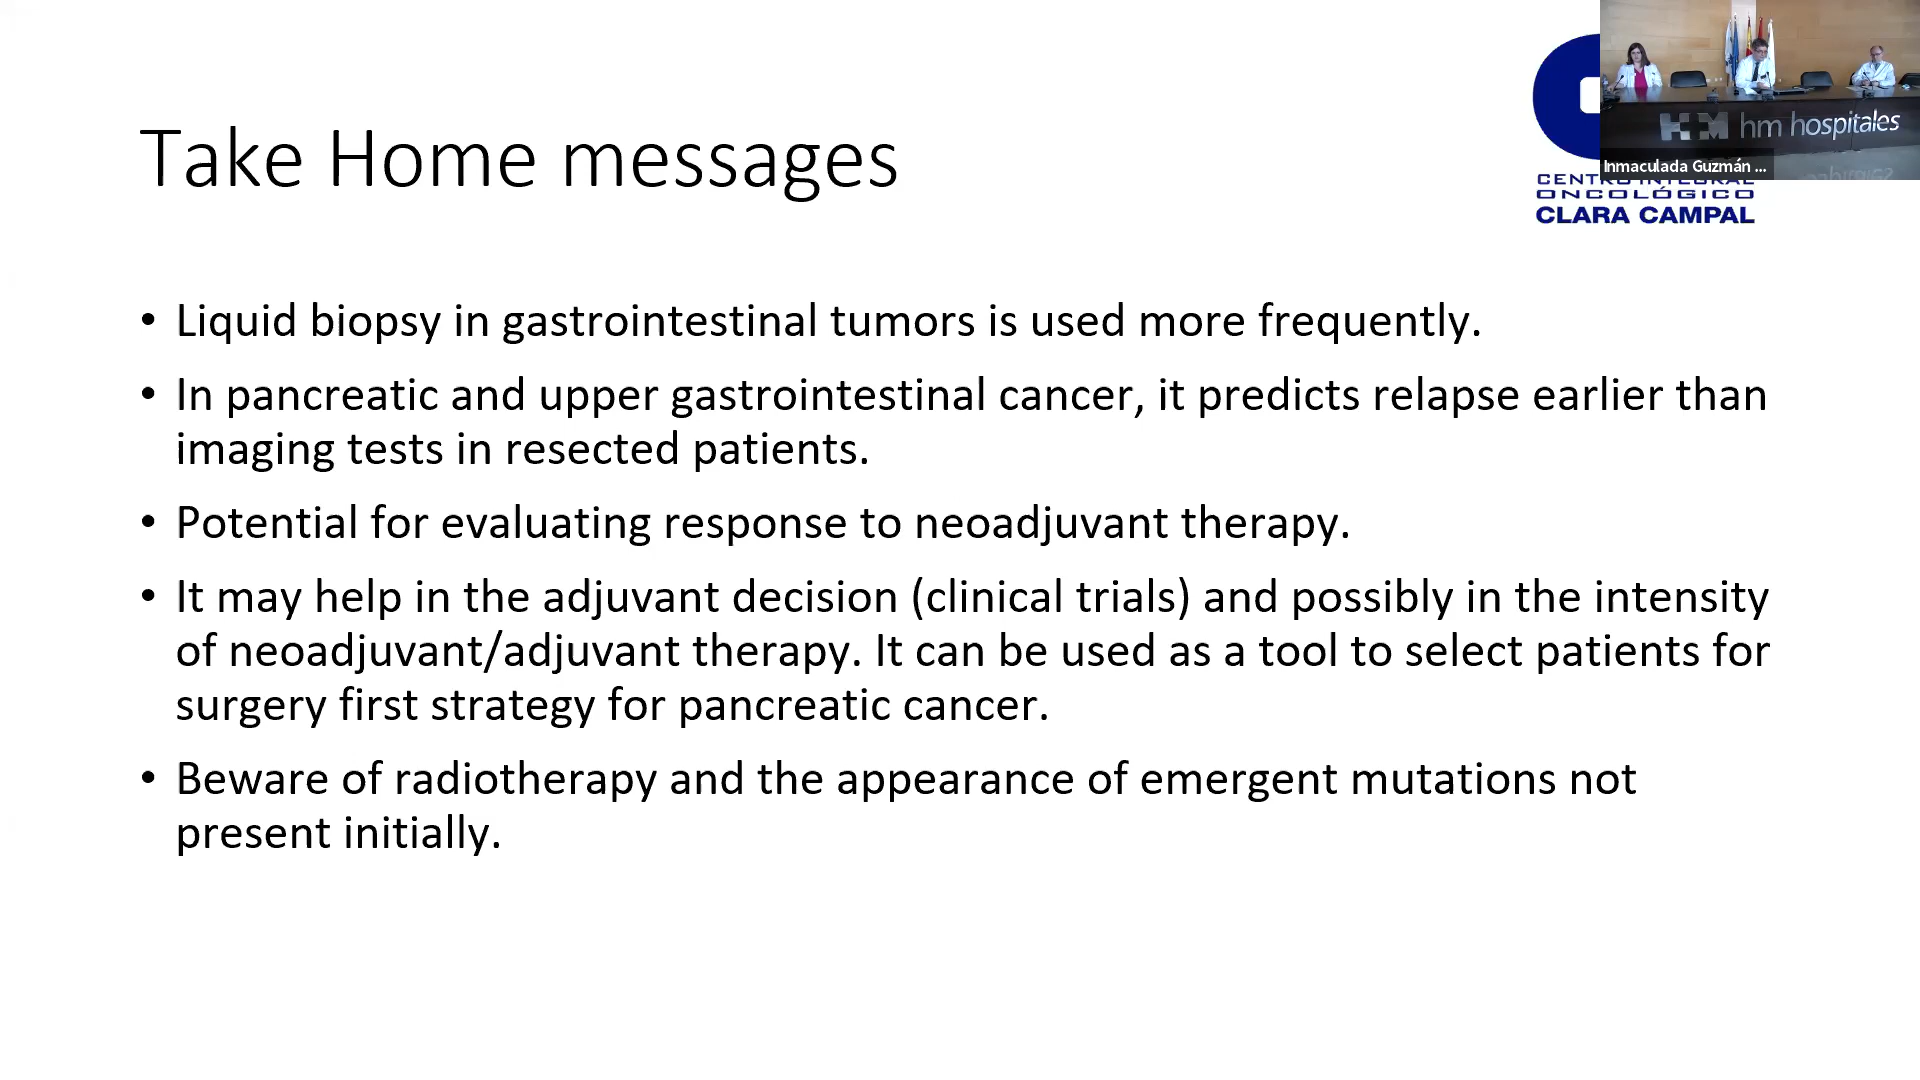 Take Home messages
hm hospitales
Inmaculada Guzmán ...
CENTRO INTEGRAL
ONCOLÓGICO
CLARA CAMPAL
• Liquid biopsy in gastrointestinal tumors is used more frequently.
• In pancreatic and upper gastrointestinal cancer, it predicts relapse earlier than
imaging tests in resected patients.
• Potential for evaluating response to neoadjuvant therapy.
• It may help in the adjuvant decision (clinical trials) and possibly in the intensity
of neoadjuvant/adjuvant therapy. It can be used as a tool to select patients for
surgery first strategy for pancreatic cancer.
• Beware of radiotherapy and the appearance of emergent mutations not
present initially.